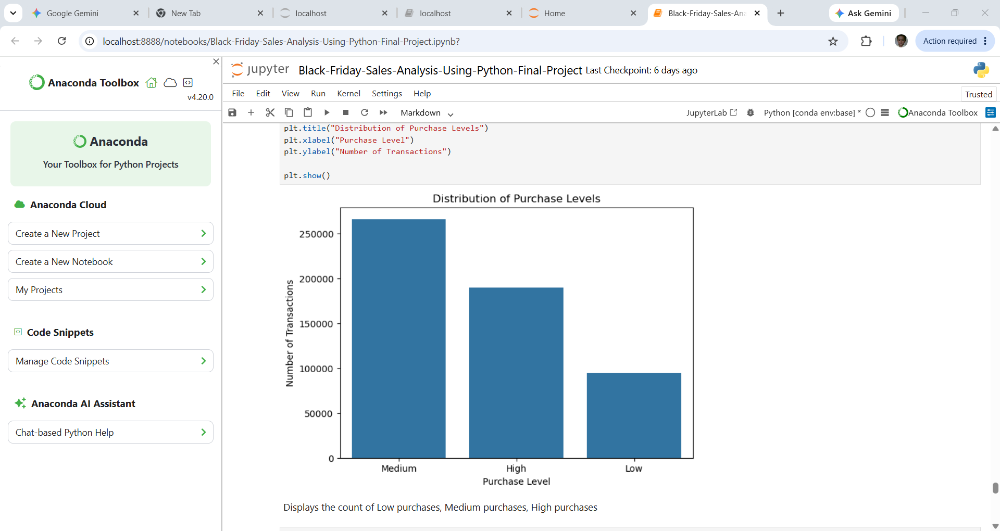 Google Gemini
New Tab
localhost
localhost
Home
Black-Friday-Sales-Ana
Ask Gemini
localhost:8888/notebooks/Black-Friday-Sales-Analysis-Using-Python-Final-Project.ipynb?
Action required
Anaconda Toolbox
v4.20.0
Anaconda
Your Toolbox for Python Projects
Anaconda Cloud
Create a New Project
Create a New Notebook
My Projects
Code Snippets
Manage Code Snippets
Anaconda AI Assistant
Chat-based Python Help
jupyter
Black-Friday-Sales-Analysis-Using-Python-Final-Project Last Checkpoint: 6 days ago
File Edit View Run Kernel Settings Help
Trusted
Markdown
JupyterLab
Python [conda env:base] *
Anaconda Toolbox
plt.title("Distribution of Purchase Levels")
plt.xlabel("Purchase Level")
plt.ylabel("Number of Transactions")
plt.show()
Distribution of Purchase Levels
Number of Transactions
250000
200000
150000
100000
50000
0
Medium High Low
Purchase Level
Displays the count of Low purchases, Medium purchases, High purchases